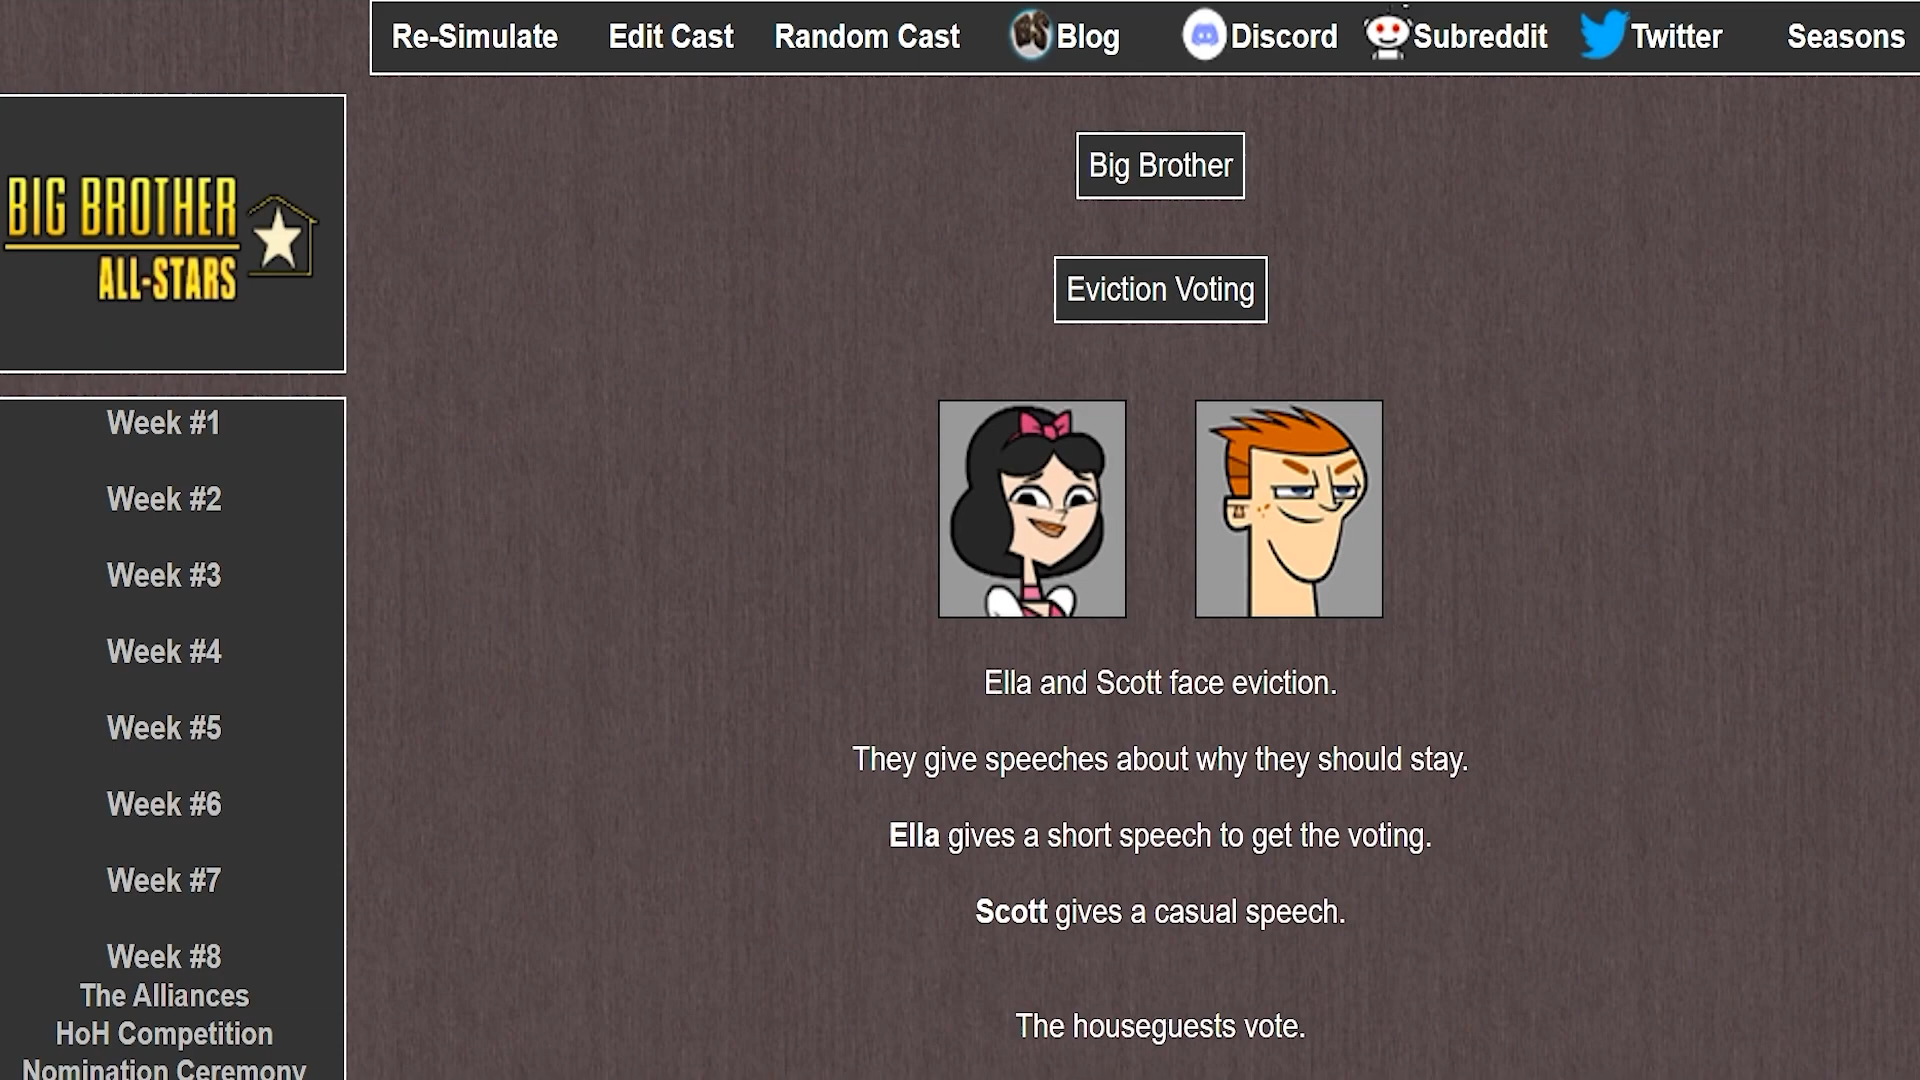 Re-Simulate Edit Cast Random Cast Blog Discord Subreddit Twitter Seasons
BIG BROTHER
ALL-STARS
Week #1
Week #2
Week #3
Week #4
Week #5
Week #6
Week #7
Week #8
The Alliances
HoH Competition
Nomination Ceremony
Big Brother
Eviction Voting
Ella and Scott face eviction.
They give speeches about why they should stay.
Ella gives a short speech to get the voting.
Scott gives a casual speech.
The houseguests vote.